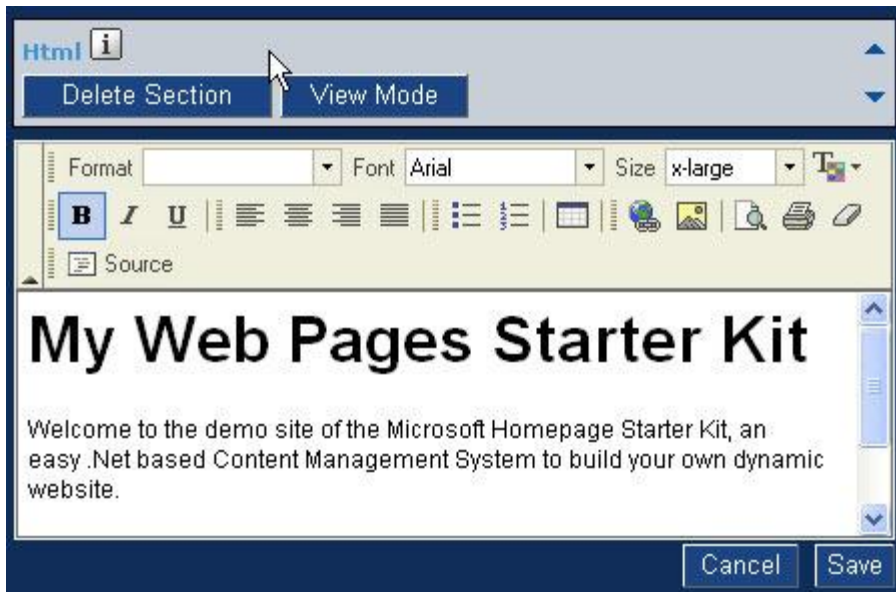 Html i
Delete Section View Mode
Format Font Arial Size x-large T
B I U
Source
My Web Pages Starter Kit
Welcome to the demo site of the Microsoft Homepage Starter Kit, an
easy .Net based Content Management System to build your own dynamic
website.
Cancel Save